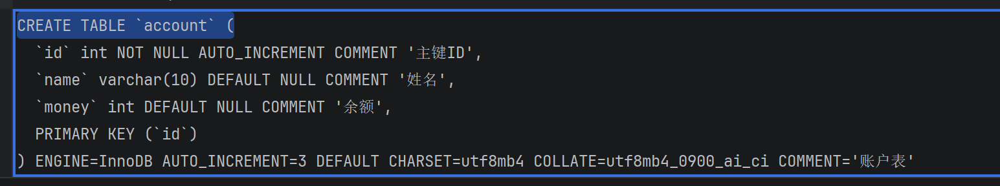 CREATE TABLE `account` (
  `id` int NOT NULL AUTO_INCREMENT COMMENT '主键ID',
  `name` varchar(10) DEFAULT NULL COMMENT '姓名',
  `money` int DEFAULT NULL COMMENT '余额',
  PRIMARY KEY (`id`)
) ENGINE=InnoDB AUTO_INCREMENT=3 DEFAULT CHARSET=utf8mb4 COLLATE=utf8mb4_0900_ai_ci COMMENT='账户表'